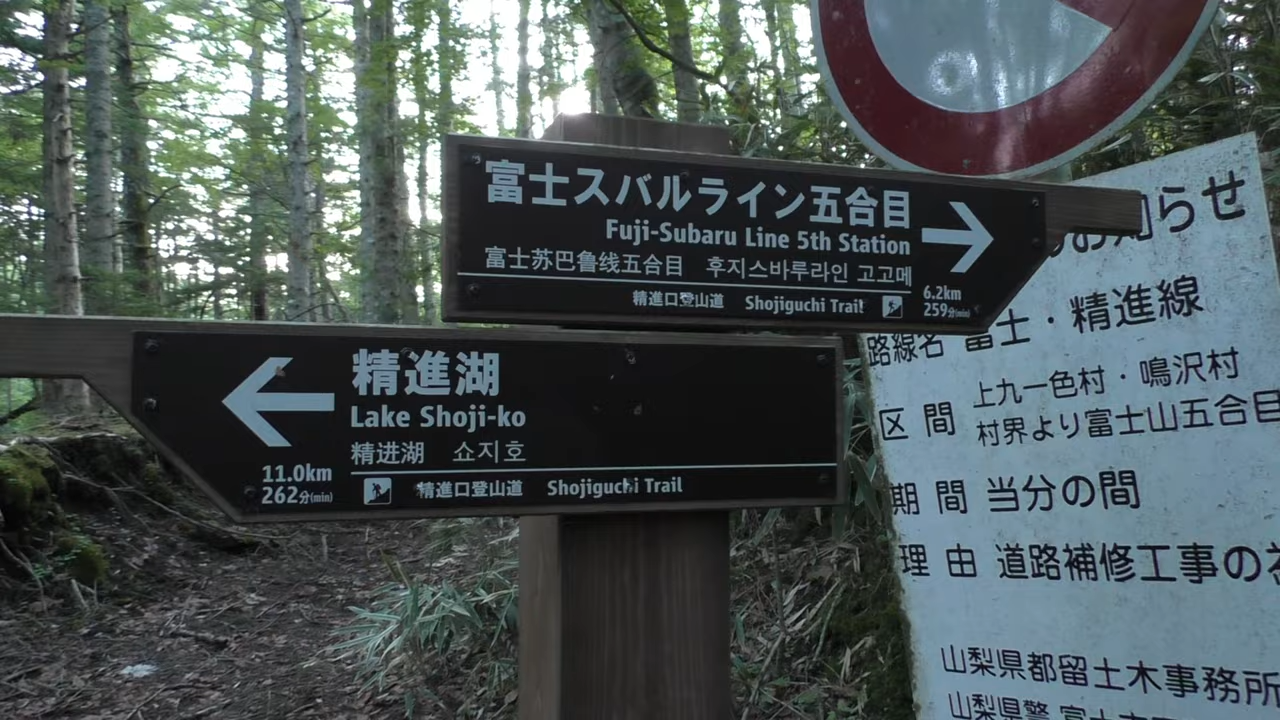 富士スバルライン五合目
Fuji-Subaru Line 5th Station
富士苏巴鲁线五合目 후지스바루라인 고고메
精進口登山道 Shojiguchi Trail
6.2km
259分(min)
精進湖
Lake Shoji-ko
精进湖 쇼지호
11.0km
262分(min)
精進口登山道 Shojiguchi Trail
お知らせ
路線名 富士・精進線
区間 上九一色村・鳴沢村
村界より富士山五合目
期間 当分の間
理由 道路補修工事の
山梨県都留土木事務所
山梨県警